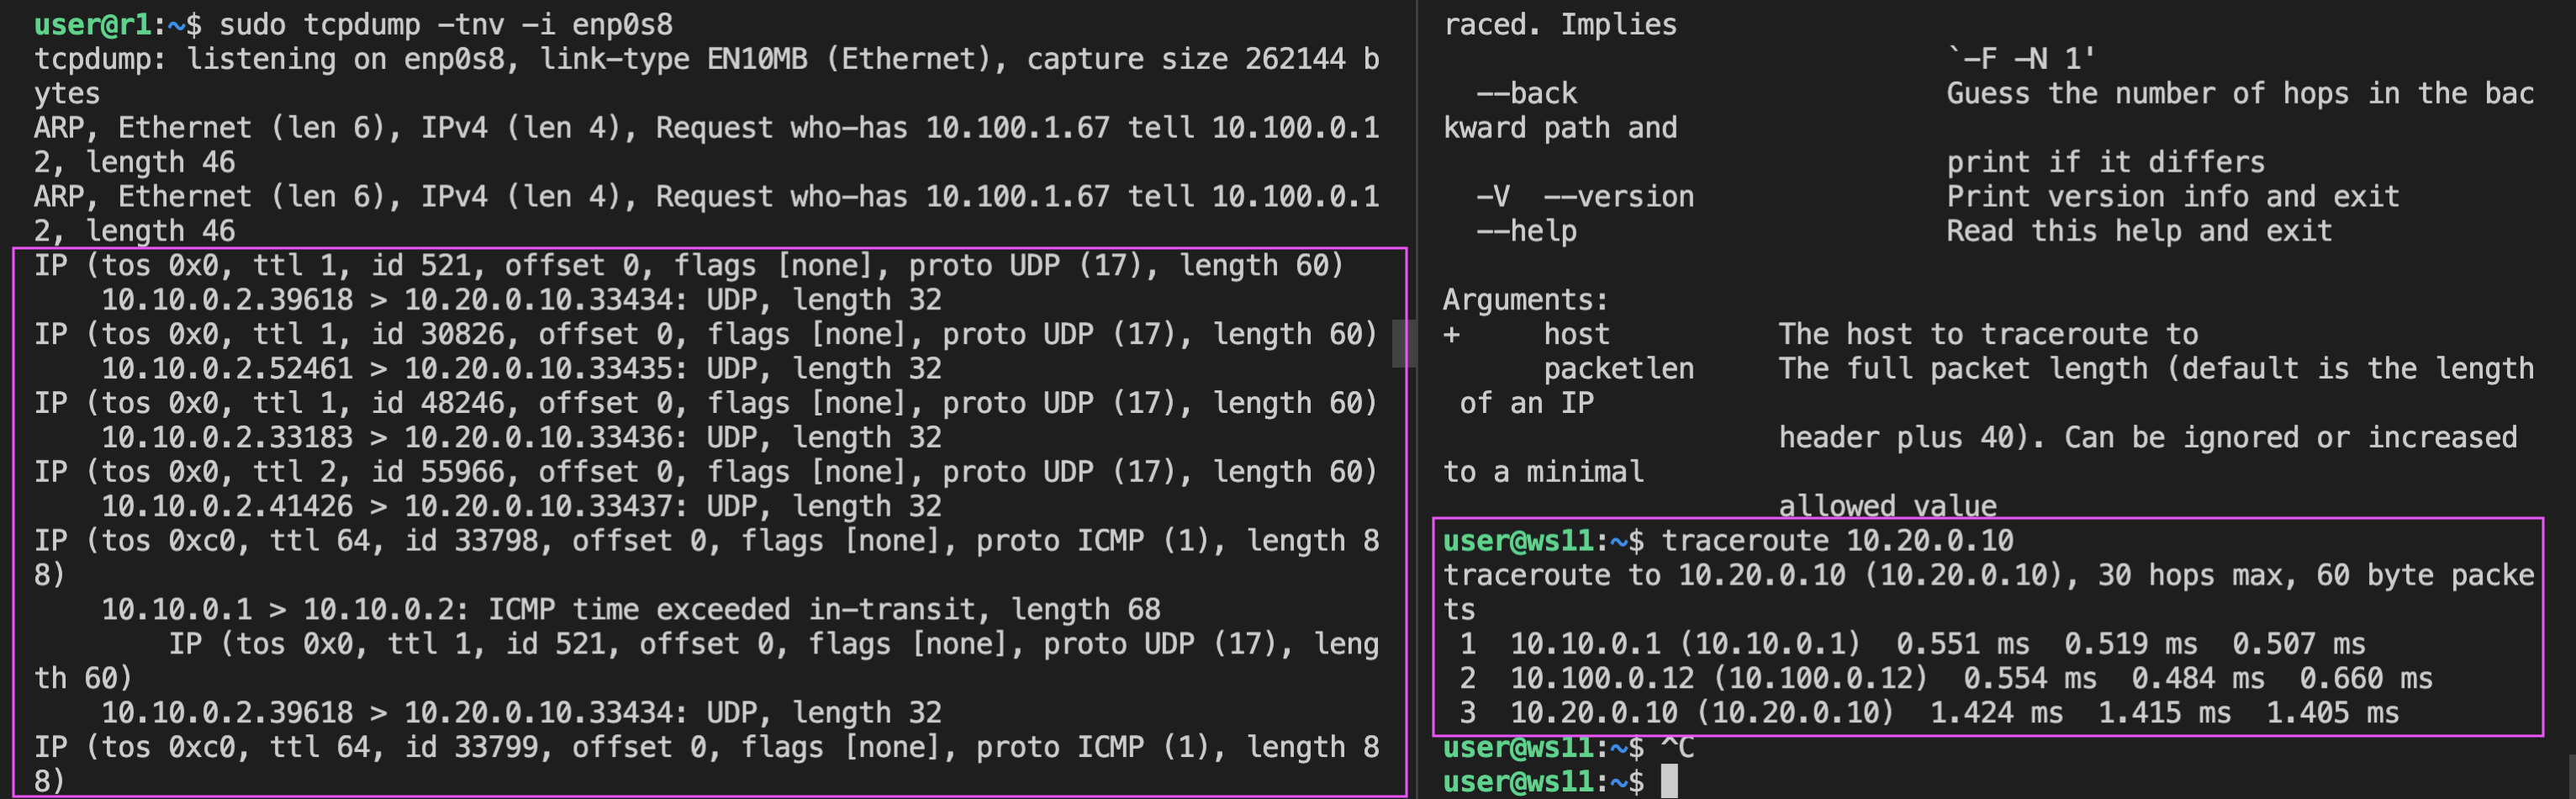 user@r1:~$ sudo tcpdump -tnv -i enp0s8
tcpdump: listening on enp0s8, link-type EN10MB (Ethernet), capture size 262144 b
ytes
ARP, Ethernet (len 6), IPv4 (len 4), Request who-has 10.100.1.67 tell 10.100.0.1
2, length 46
ARP, Ethernet (len 6), IPv4 (len 4), Request who-has 10.100.1.67 tell 10.100.0.1
2, length 46
IP (tos 0x0, ttl 1, id 521, offset 0, flags [none], proto UDP (17), length 60)
    10.10.0.2.39618 > 10.20.0.10.33434: UDP, length 32
IP (tos 0x0, ttl 1, id 30826, offset 0, flags [none], proto UDP (17), length 60)
    10.10.0.2.52461 > 10.20.0.10.33435: UDP, length 32
IP (tos 0x0, ttl 1, id 48246, offset 0, flags [none], proto UDP (17), length 60)
    10.10.0.2.33183 > 10.20.0.10.33436: UDP, length 32
IP (tos 0x0, ttl 2, id 55966, offset 0, flags [none], proto UDP (17), length 60)
    10.10.0.2.41426 > 10.20.0.10.33437: UDP, length 32
IP (tos 0xc0, ttl 64, id 33798, offset 0, flags [none], proto ICMP (1), length 8
8)
    10.10.0.1 > 10.10.0.2: ICMP time exceeded in-transit, length 68
        IP (tos 0x0, ttl 1, id 521, offset 0, flags [none], proto UDP (17), leng
th 60)
    10.10.0.2.39618 > 10.20.0.10.33434: UDP, length 32
IP (tos 0xc0, ttl 64, id 33799, offset 0, flags [none], proto ICMP (1), length 8
8)
raced. Implies
                              `-F -N 1'
  --back                      Guess the number of hops in the bac
kward path and
                              print if it differs
  -V  --version               Print version info and exit
  --help                      Read this help and exit
Arguments:
+     host          The host to traceroute to
      packetlen     The full packet length (default is the length
 of an IP
                    header plus 40). Can be ignored or increased
to a minimal
                    allowed value
user@ws11:~$ traceroute 10.20.0.10
traceroute to 10.20.0.10 (10.20.0.10), 30 hops max, 60 byte packe
ts
 1  10.10.0.1 (10.10.0.1)  0.551 ms  0.519 ms  0.507 ms
 2  10.100.0.12 (10.100.0.12)  0.554 ms  0.484 ms  0.660 ms
 3  10.20.0.10 (10.20.0.10)  1.424 ms  1.415 ms  1.405 ms
user@ws11:~$ ^C
user@ws11:~$